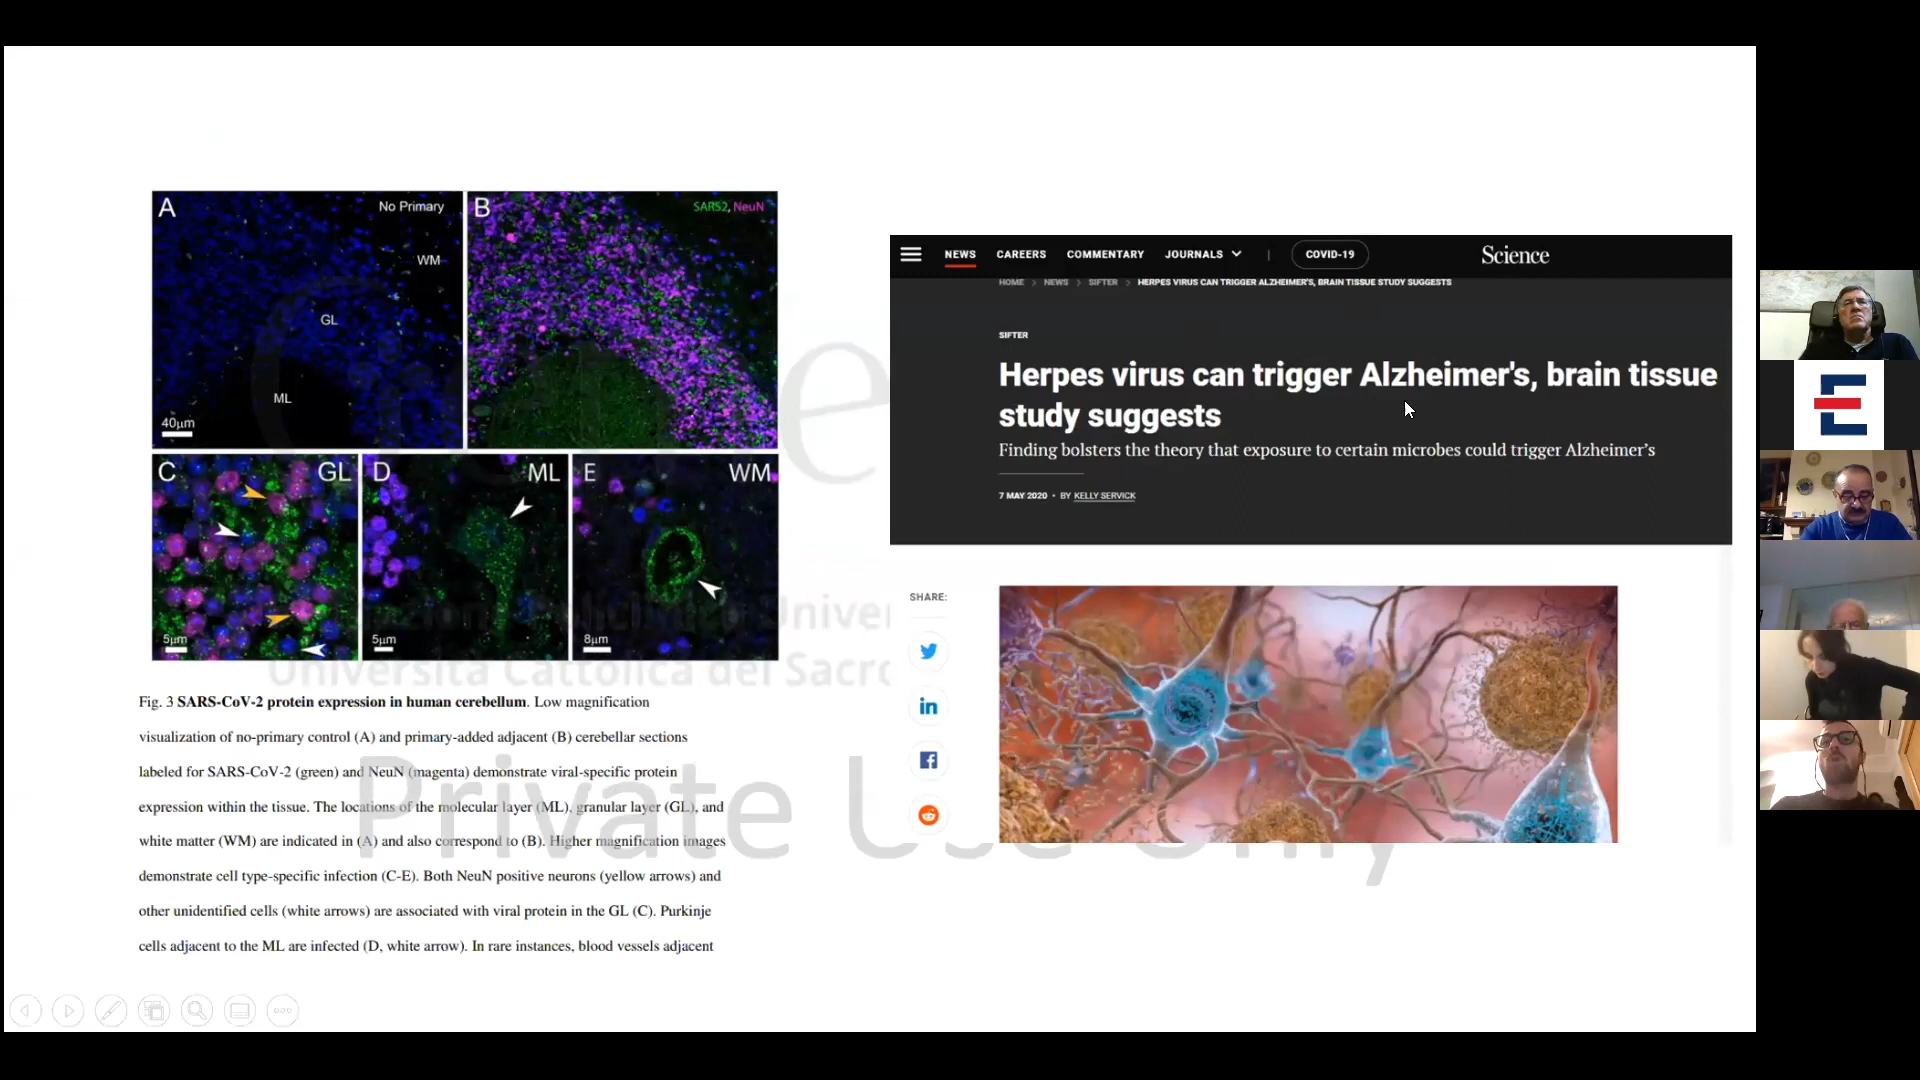 A
No Primary
WM
GL
ML
40µm
B
SARS2, NeuN
C
GL
5µm
D
ML
5µm
E
WM
8µm
Fig. 3 SARS-CoV-2 protein expression in human cerebellum. Low magnification
visualization of no-primary control (A) and primary-added adjacent (B) cerebellar sections
labeled for SARS-CoV-2 (green) and NeuN (magenta) demonstrate viral-specific protein
expression within the tissue. The locations of the molecular layer (ML), granular layer (GL), and
white matter (WM) are indicated in (A) and also correspond to (B). Higher magnification images
demonstrate cell type-specific infection (C-E). Both NeuN positive neurons (yellow arrows) and
other unidentified cells (white arrows) are associated with viral protein in the GL (C). Purkinje
cells adjacent to the ML are infected (D, white arrow). In rare instances, blood vessels adjacent
NEWS CAREERS COMMENTARY JOURNALS | COVID-19 Science
HOME > NEWS > SIFTER > HERPES VIRUS CAN TRIGGER ALZHEIMER'S, BRAIN TISSUE STUDY SUGGESTS
SIFTER
Herpes virus can trigger Alzheimer's, brain tissue
study suggests
Finding bolsters the theory that exposure to certain microbes could trigger Alzheimer's
7 MAY 2020 • BY KELLY SERVICK
SHARE:
Università Cattolica del Sacro
Private Use Only
E